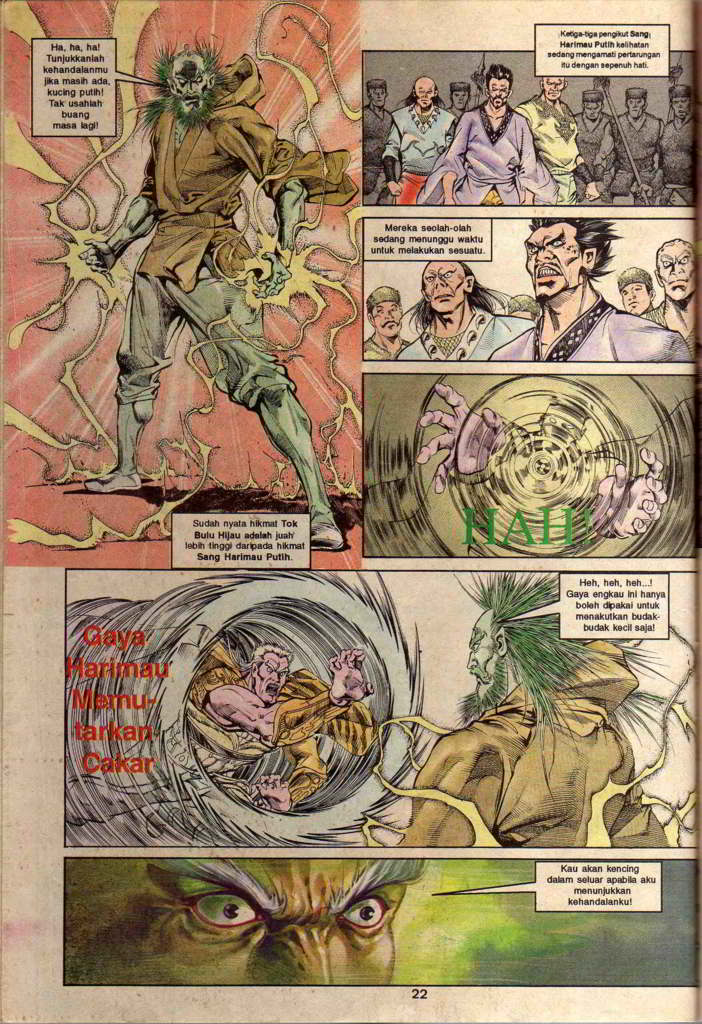 Ha, ha, ha!
Tunjukkanlah
kehandalanmu
jika masih ada,
kucing putih!
Tak usahlah
buang
masa lagi!
Ketiga-tiga pengikut Sang
Harimau Putih kelihatan
sedang mengamati pertarungan
itu dengan sepenuh hati.
Mereka seolah-olah
sedang menunggu waktu
untuk melakukan sesuatu.
HAH!
Sudah nyata hikmat Tok
Bulu Hijau adalah jauh
lebih tinggi daripada hikmat
Sang Harimau Putih.
Gaya
Harimau
Memu-
tarkan
Cakar
Heh, heh, heh...!
Gaya engkau ini hanya
boleh dipakai untuk
menakutkan budak-
budak kecil saja!
Kau akan kencing
dalam seluar apabila aku
menunjukkan
kehandalanku!
22